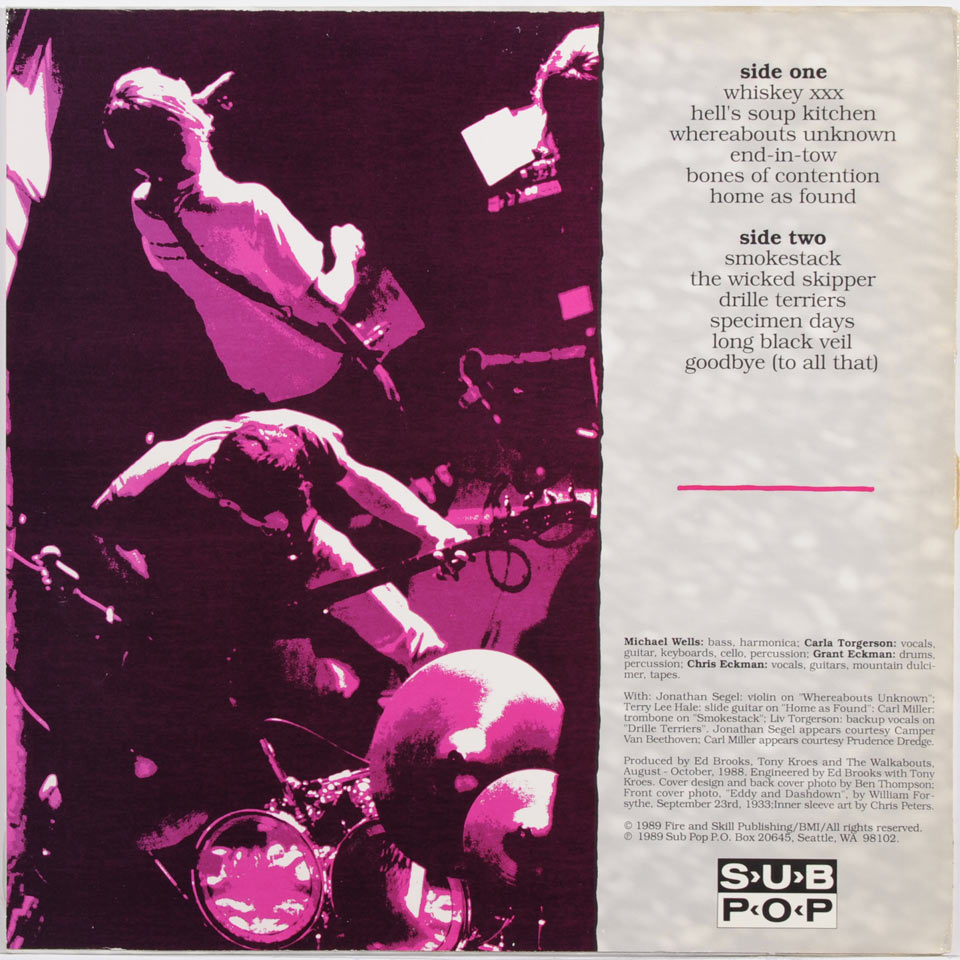 side one
whiskey xxx
hell's soup kitchen
whereabouts unknown
end-in-tow
bones of contention
home as found
side two
smokestack
the wicked skipper
drille terriers
specimen days
long black veil
goodbye (to all that)
Michael Wells: bass, harmonica; Carla Torgerson: vocals,
guitar, keyboards, cello, percussion; Grant Eckman: drums,
percussion; Chris Eckman: vocals, guitars, mountain dulci-
mer, tapes.
With: Jonathan Segel: violin on "Whereabouts Unknown";
Terry Lee Hale: slide guitar on "Home as Found"; Carl Miller:
trombone on "Smokestack"; Liv Torgerson: backup vocals on
"Drille Terriers". Jonathan Segel appears courtesy Camper
Van Beethoven; Carl Miller appears courtesy Prudence Dredge.
Produced by Ed Brooks, Tony Kroes and The Walkabouts,
August - October, 1988. Engineered by Ed Brooks with Tony
Kroes. Cover design and back cover photo by Ben Thompson;
Front cover photo, "Eddy and Dashdown", by William For-
sythe, September 23rd, 1933;Inner sleeve art by Chris Peters.
© 1989 Fire and Skill Publishing/BMI/All rights reserved.
℗ 1989 Sub Pop P.O. Box 20645, Seattle, WA 98102.
S›U›B
P‹O‹P